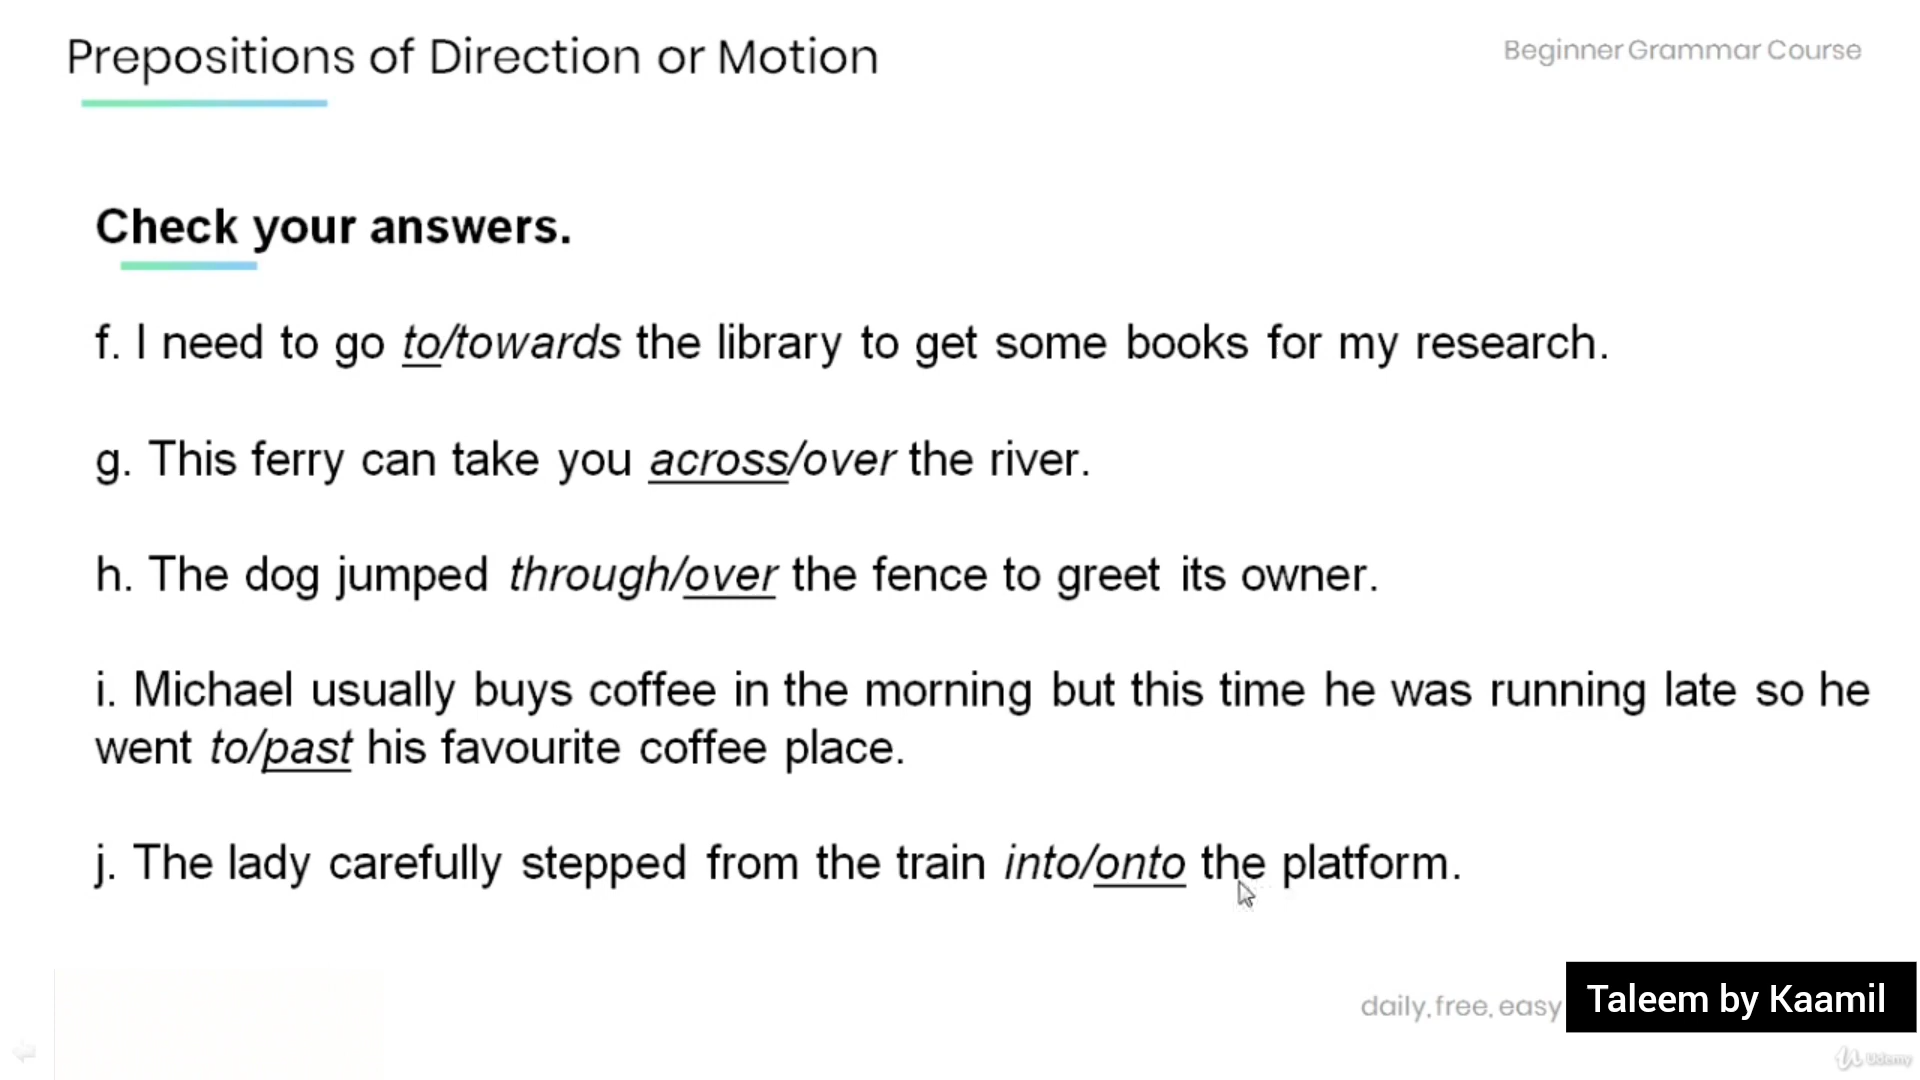 Prepositions of Direction or Motion
Beginner Grammar Course
Check your answers.
f. I need to go to/towards the library to get some books for my research.
g. This ferry can take you across/over the river.
h. The dog jumped through/over the fence to greet its owner.
i. Michael usually buys coffee in the morning but this time he was running late so he
went to/past his favourite coffee place.
j. The lady carefully stepped from the train into/onto the platform.
daily, free, easy
Taleem by Kaamil
Udemy